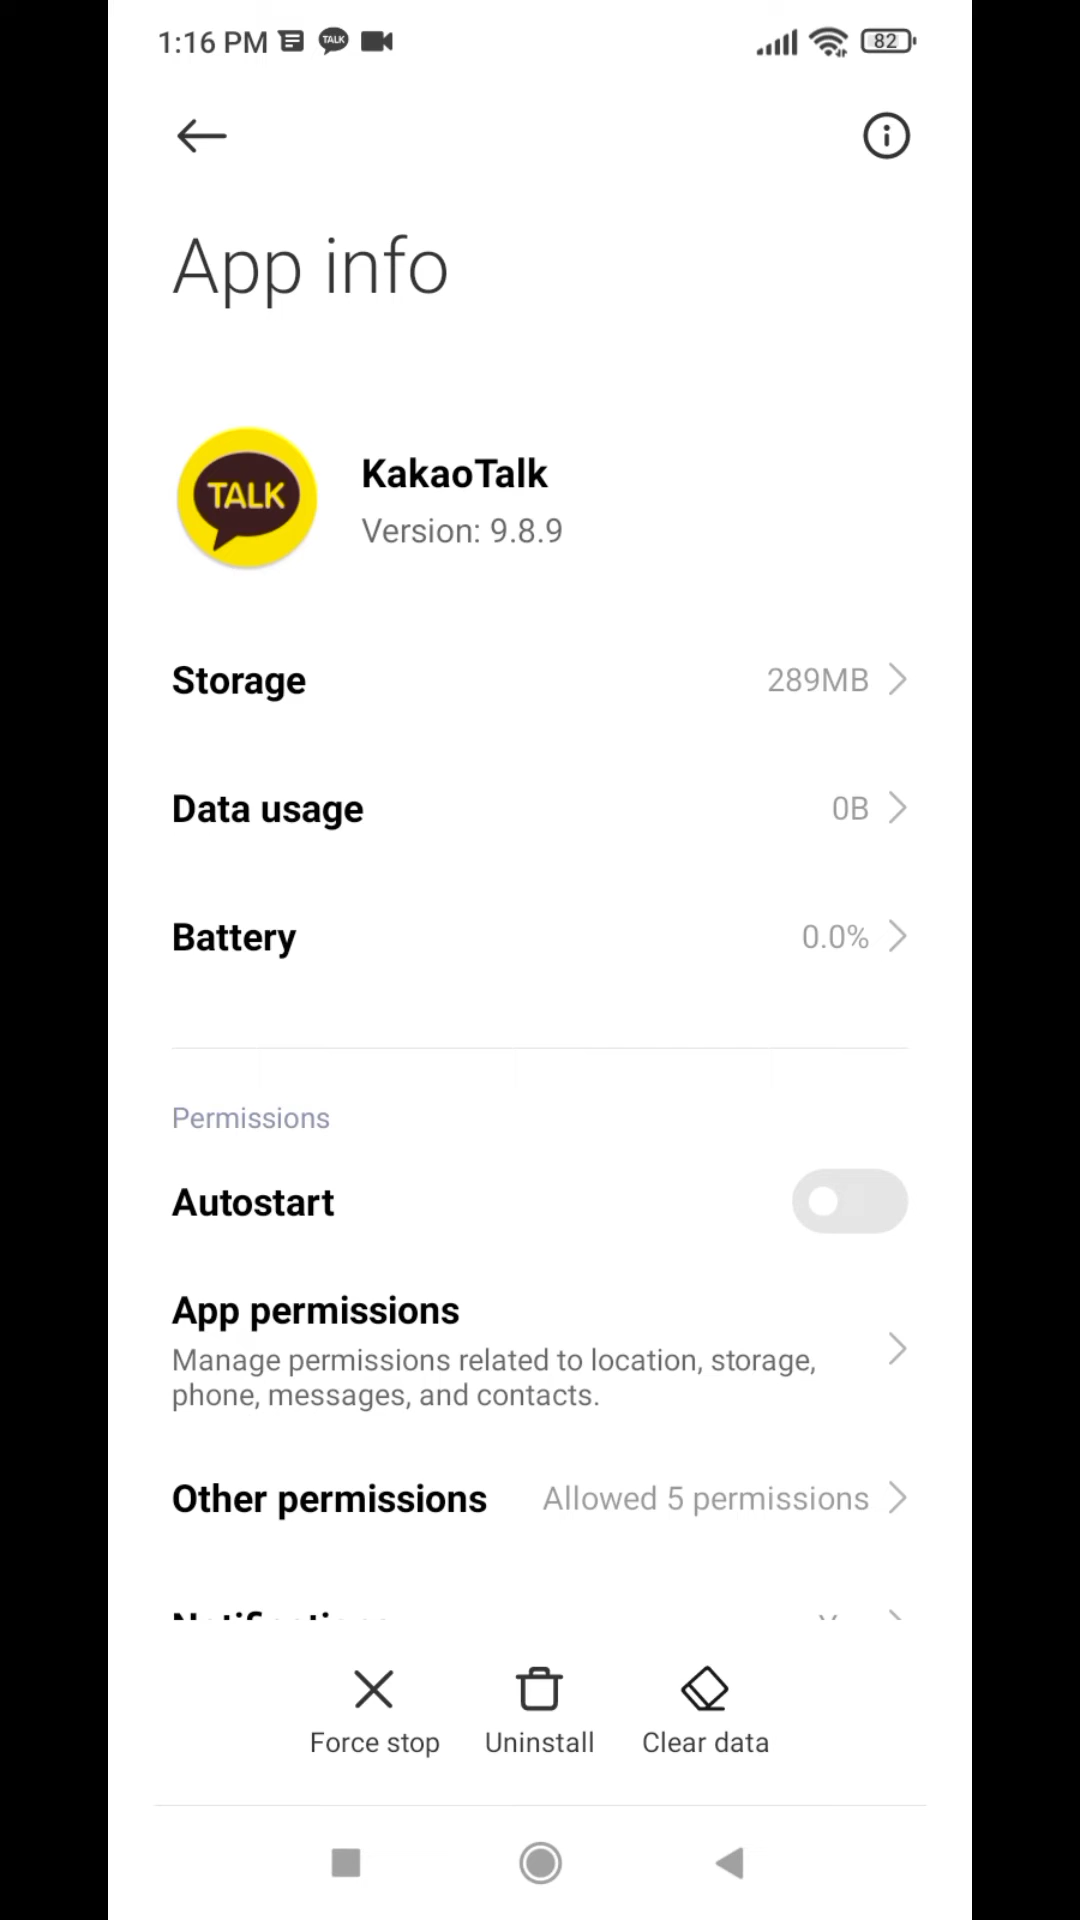 1:16 PM TALK 82
App info
TALK
KakaoTalk
Version: 9.8.9
Storage 289MB
Data usage 0B
Battery 0.0%
Permissions
Autostart
App permissions
Manage permissions related to location, storage,
phone, messages, and contacts.
Other permissions Allowed 5 permissions
Notifications
Force stop Uninstall Clear data